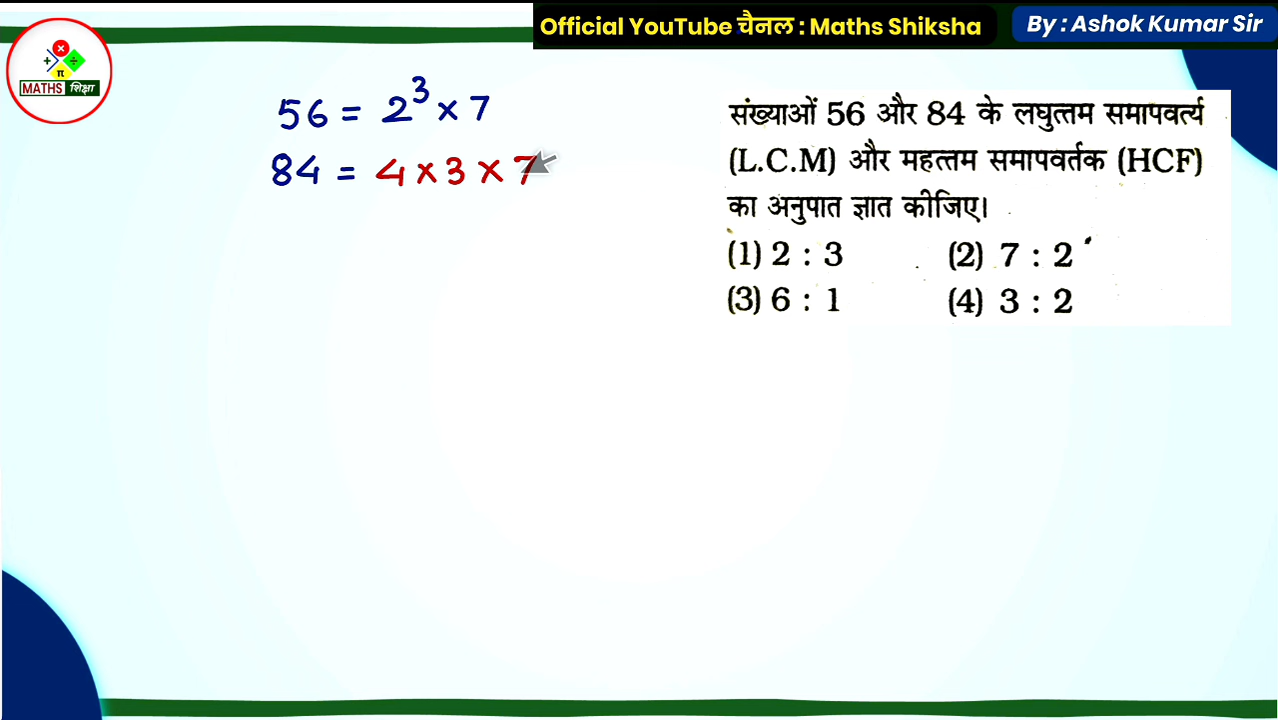 Official YouTube चैनल : Maths Shiksha
By : Ashok Kumar Sir
MATHS शिक्षा
56 = 2³ × 7
84 = 4 × 3 × 7
संख्याओं 56 और 84 के लघुत्तम समापवर्त्य
(L.C.M) और महत्तम समापवर्तक (HCF)
का अनुपात ज्ञात कीजिए।
(1) 2 : 3 (2) 7 : 2
(3) 6 : 1 (4) 3 : 2